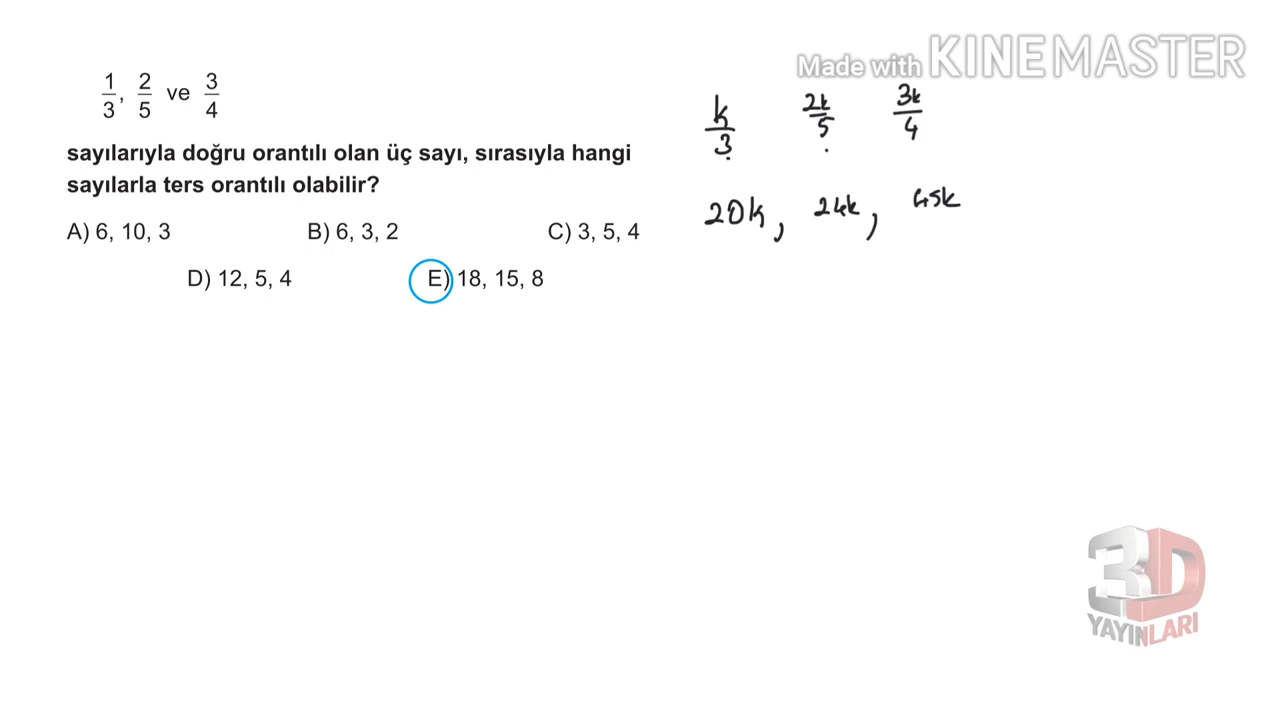 Made with KINEMASTER
1/3, 2/5 ve 3/4
sayılarıyla doğru orantılı olan üç sayı, sırasıyla hangi
sayılarla ters orantılı olabilir?
A) 6, 10, 3 B) 6, 3, 2 C) 3, 5, 4
D) 12, 5, 4 E) 18, 15, 8
k/3 2k/5 3k/4
20k, 24k, 45k
3D
YAYINLARI